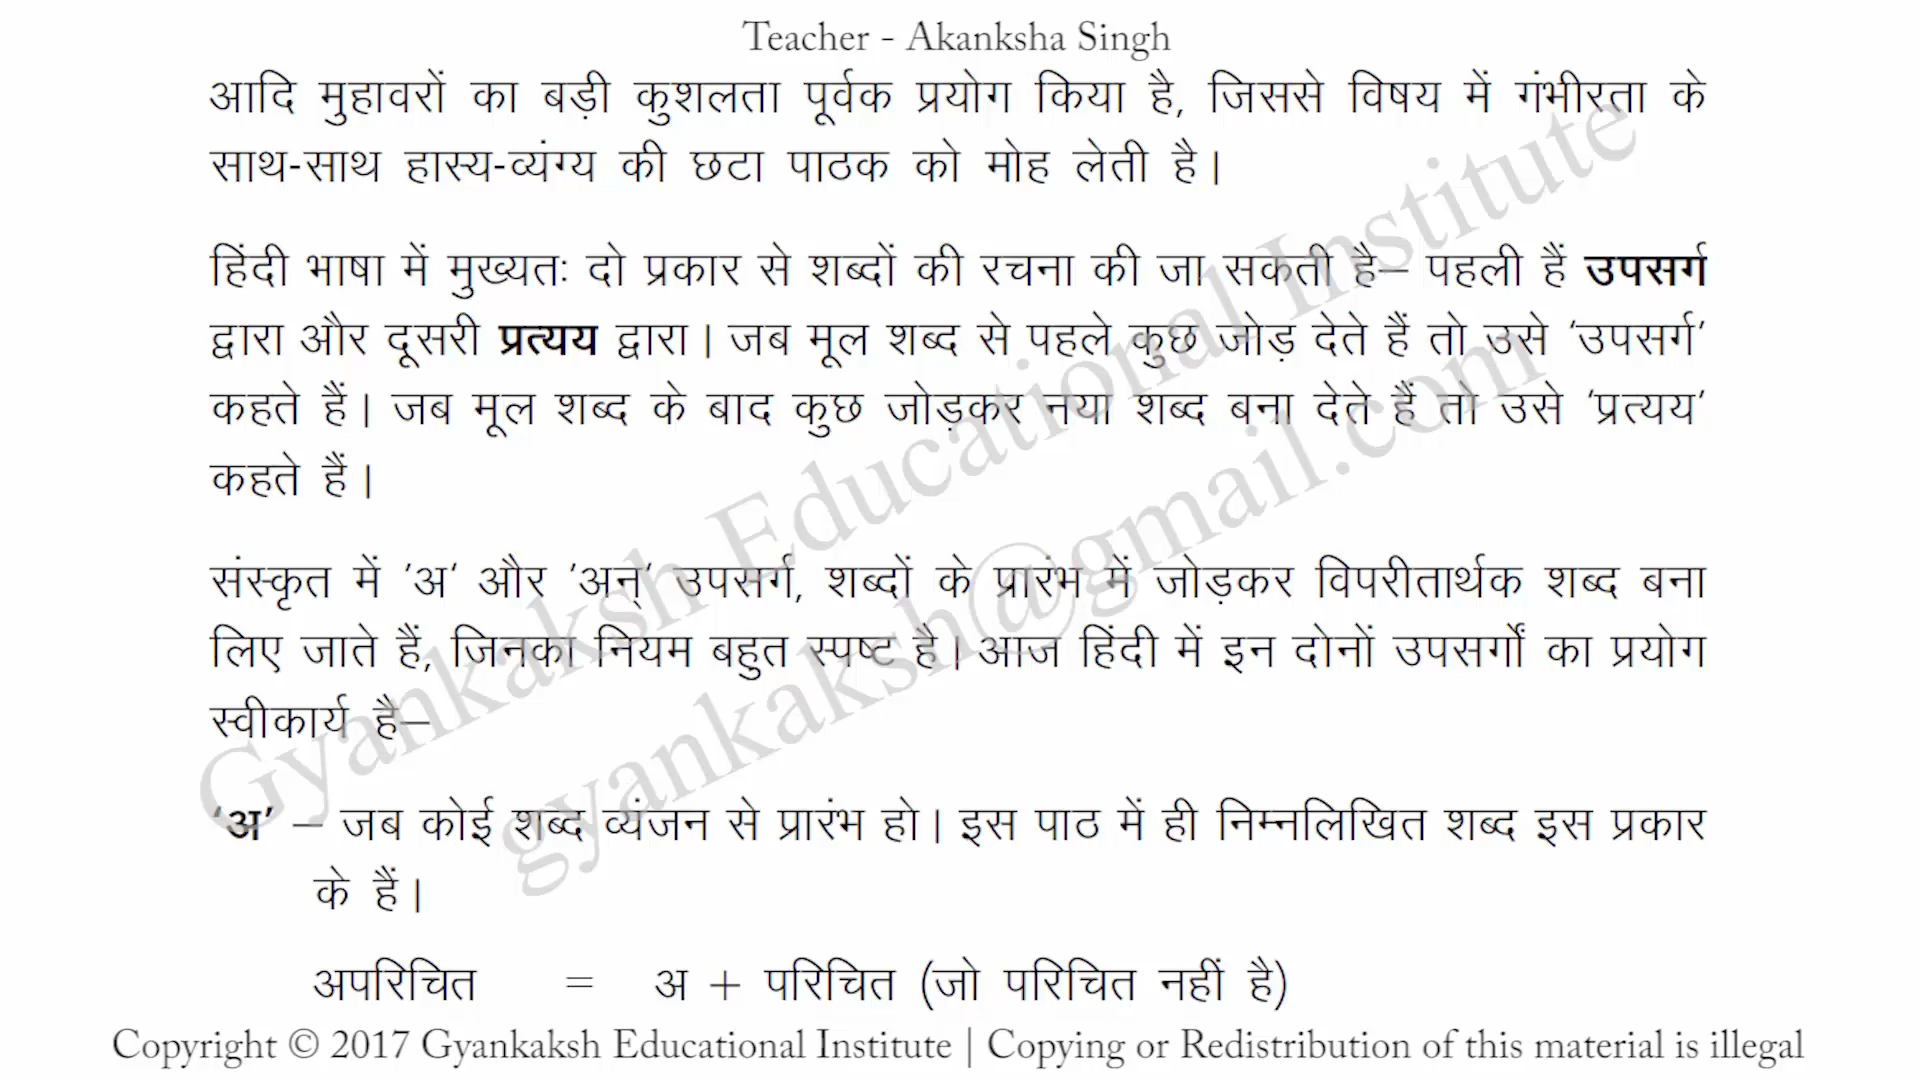 Teacher - Akanksha Singh
आदि मुहावरों का बड़ी कुशलता पूर्वक प्रयोग किया है, जिससे विषय में गंभीरता के
साथ-साथ हास्य-व्यंग्य की छटा पाठक को मोह लेती है।
हिंदी भाषा में मुख्यतः दो प्रकार से शब्दों की रचना की जा सकती है– पहली हैं उपसर्ग
द्वारा और दूसरी प्रत्यय द्वारा। जब मूल शब्द से पहले कुछ जोड़ देते हैं तो उसे ‘उपसर्ग’
कहते हैं। जब मूल शब्द के बाद कुछ जोड़कर नया शब्द बना देते हैं तो उसे ‘प्रत्यय’
कहते हैं।
संस्कृत में ’अ‘ और ’अन्‘ उपसर्ग, शब्दों के प्रारंभ में जोड़कर विपरीतार्थक शब्द बना
लिए जाते हैं, जिनका नियम बहुत स्पष्ट है। आज हिंदी में इन दोनों उपसर्गों का प्रयोग
स्वीकार्य है–
‘अ’ – जब कोई शब्द व्यंजन से प्रारंभ हो। इस पाठ में ही निम्नलिखित शब्द इस प्रकार
के हैं।
अपरिचित = अ + परिचित (जो परिचित नहीं है)
Gyankaksh Educational Institute
gyankaksh@gmail.com
Copyright © 2017 Gyankaksh Educational Institute | Copying or Redistribution of this material is illegal